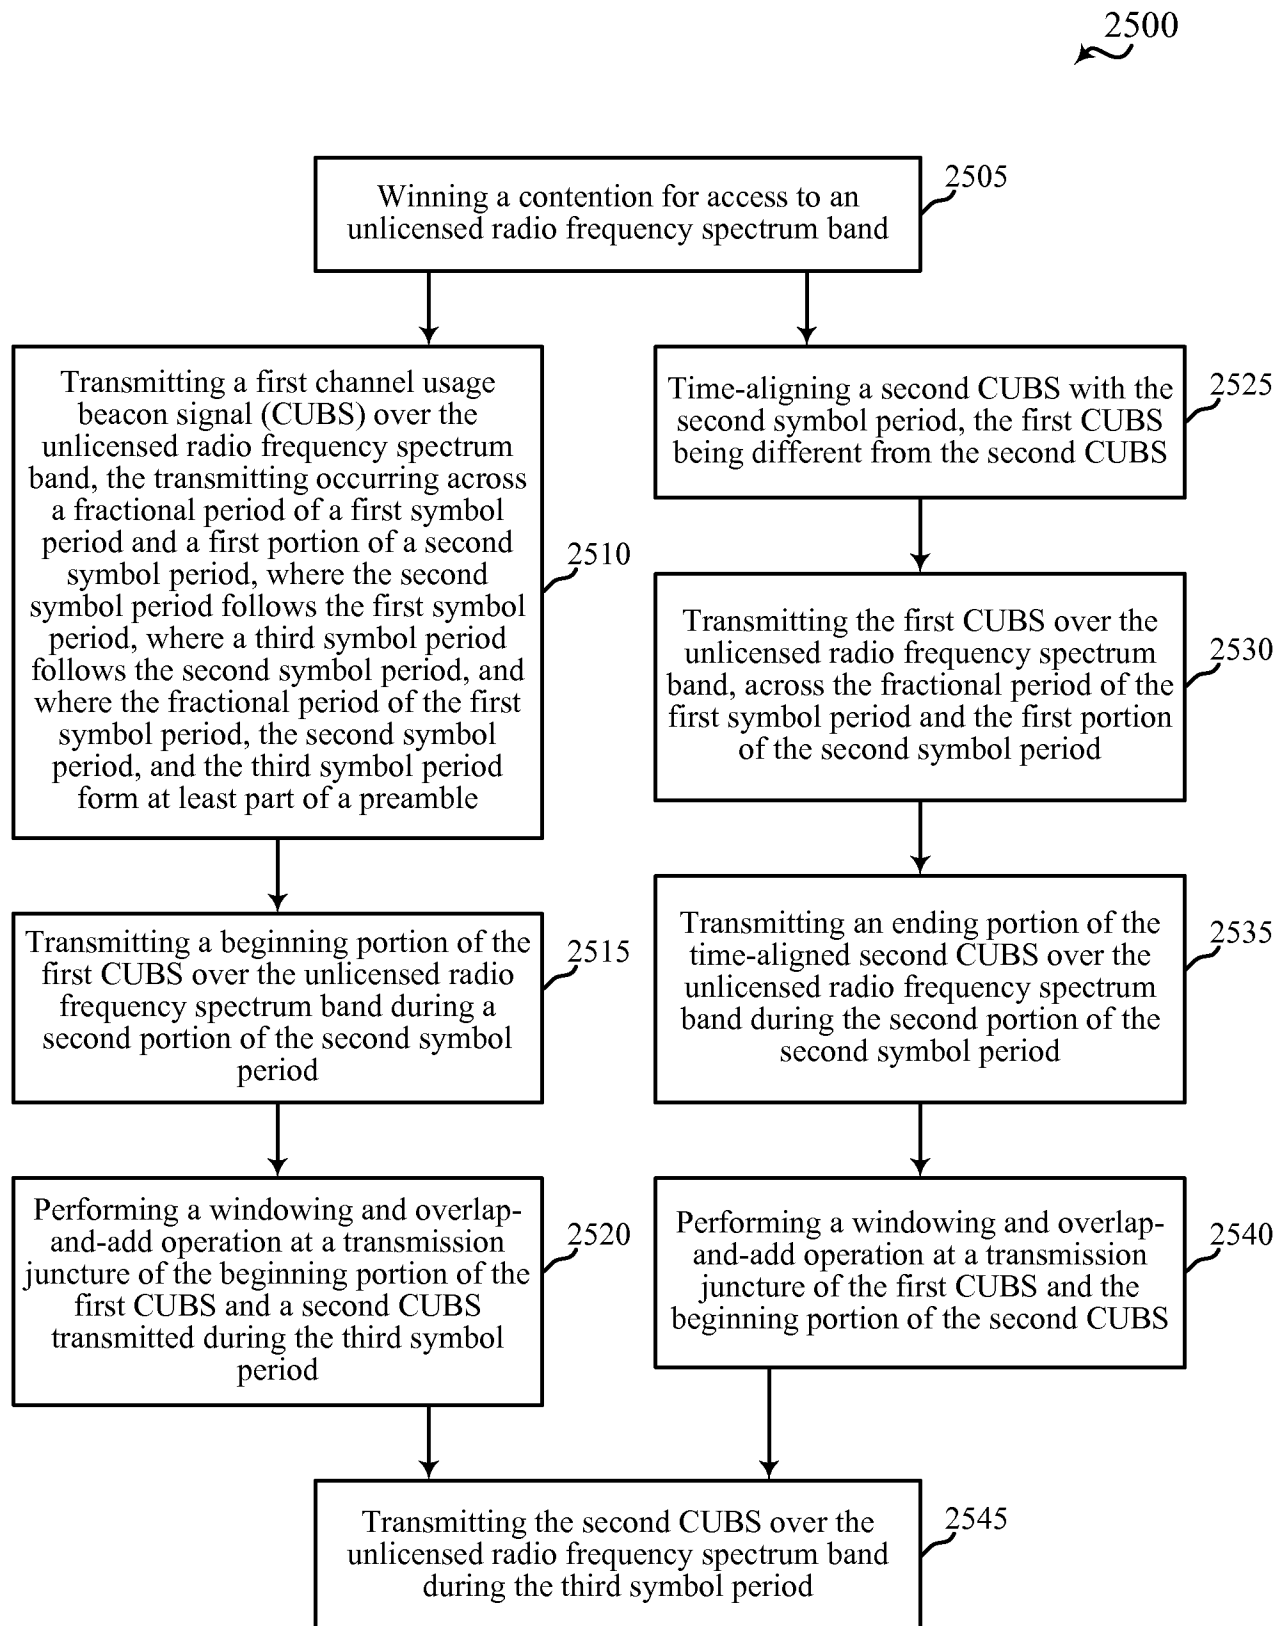 2500
Winning a contention for access to an
unlicensed radio frequency spectrum band
2505
Transmitting a first channel usage
beacon signal (CUBS) over the
unlicensed radio frequency spectrum
band, the transmitting occurring across
a fractional period of a first symbol
period and a first portion of a second
symbol period, where the second
symbol period follows the first symbol
period, where a third symbol period
follows the second symbol period, and
where the fractional period of the first
symbol period, the second symbol
period, and the third symbol period
form at least part of a preamble
2510
Transmitting a beginning portion of the
first CUBS over the unlicensed radio
frequency spectrum band during a
second portion of the second symbol
period
2515
Performing a windowing and overlap-
and-add operation at a transmission
juncture of the beginning portion of the
first CUBS and a second CUBS
transmitted during the third symbol
period
2520
Time-aligning a second CUBS with the
second symbol period, the first CUBS
being different from the second CUBS
2525
Transmitting the first CUBS over the
unlicensed radio frequency spectrum
band, across the fractional period of the
first symbol period and the first portion
of the second symbol period
2530
Transmitting an ending portion of the
time-aligned second CUBS over the
unlicensed radio frequency spectrum
band during the second portion of the
second symbol period
2535
Performing a windowing and overlap-
and-add operation at a transmission
juncture of the first CUBS and the
beginning portion of the second CUBS
2540
Transmitting the second CUBS over the
unlicensed radio frequency spectrum band
during the third symbol period
2545